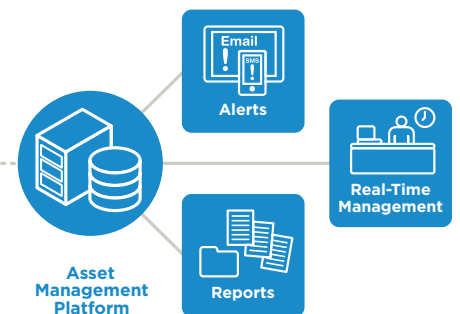 Email
SMS
Alerts
Real-Time
Management
Asset
Management
Platform
Reports